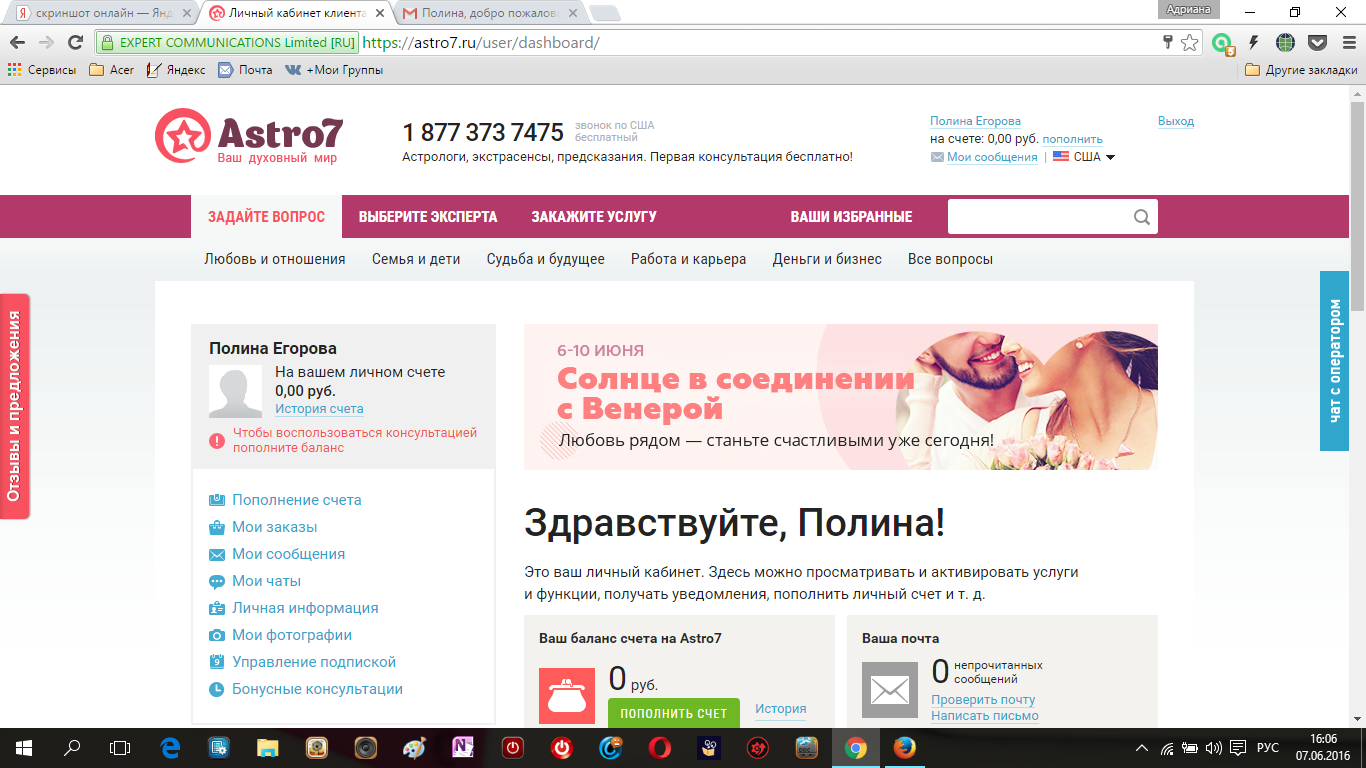 скриншот онлайн — Янд
Личный кабинет клиента
Полина, добро пожалов
Адриана
EXPERT COMMUNICATIONS Limited [RU]
https://astro7.ru/user/dashboard/
Сервисы
Acer
Яндекс
Почта
+Мои Группы
Другие закладки
Astro7
Ваш духовный мир
1 877 373 7475
звонок по США
бесплатный
Астрологи, экстрасенсы, предсказания. Первая консультация бесплатно!
Полина Егорова
Выход
на счете: 0,00 руб. пополнить
Мои сообщения | США
ЗАДАЙТЕ ВОПРОС
ВЫБЕРИТЕ ЭКСПЕРТА
ЗАКАЖИТЕ УСЛУГУ
ВАШИ ИЗБРАННЫЕ
Любовь и отношения
Семья и дети
Судьба и будущее
Работа и карьера
Деньги и бизнес
Все вопросы
Отзывы и предложения
чат с оператором
Полина Егорова
На вашем личном счете
0,00 руб.
История счета
Чтобы воспользоваться консультацией
пополните баланс
Пополнение счета
Мои заказы
Мои сообщения
Мои чаты
Личная информация
Мои фотографии
Управление подпиской
Бонусные консультации
6-10 ИЮНЯ
Солнце в соединении
с Венерой
Любовь рядом — станьте счастливыми уже сегодня!
Здравствуйте, Полина!
Это ваш личный кабинет. Здесь можно просматривать и активировать услуги
и функции, получать уведомления, пополнить личный счет и т. д.
Ваш баланс счета на Astro7
0 руб.
ПОПОЛНИТЬ СЧЕТ
История
Ваша почта
0 непрочитанных
сообщений
Проверить почту
Написать письмо
РУС
16:06
07.06.2016